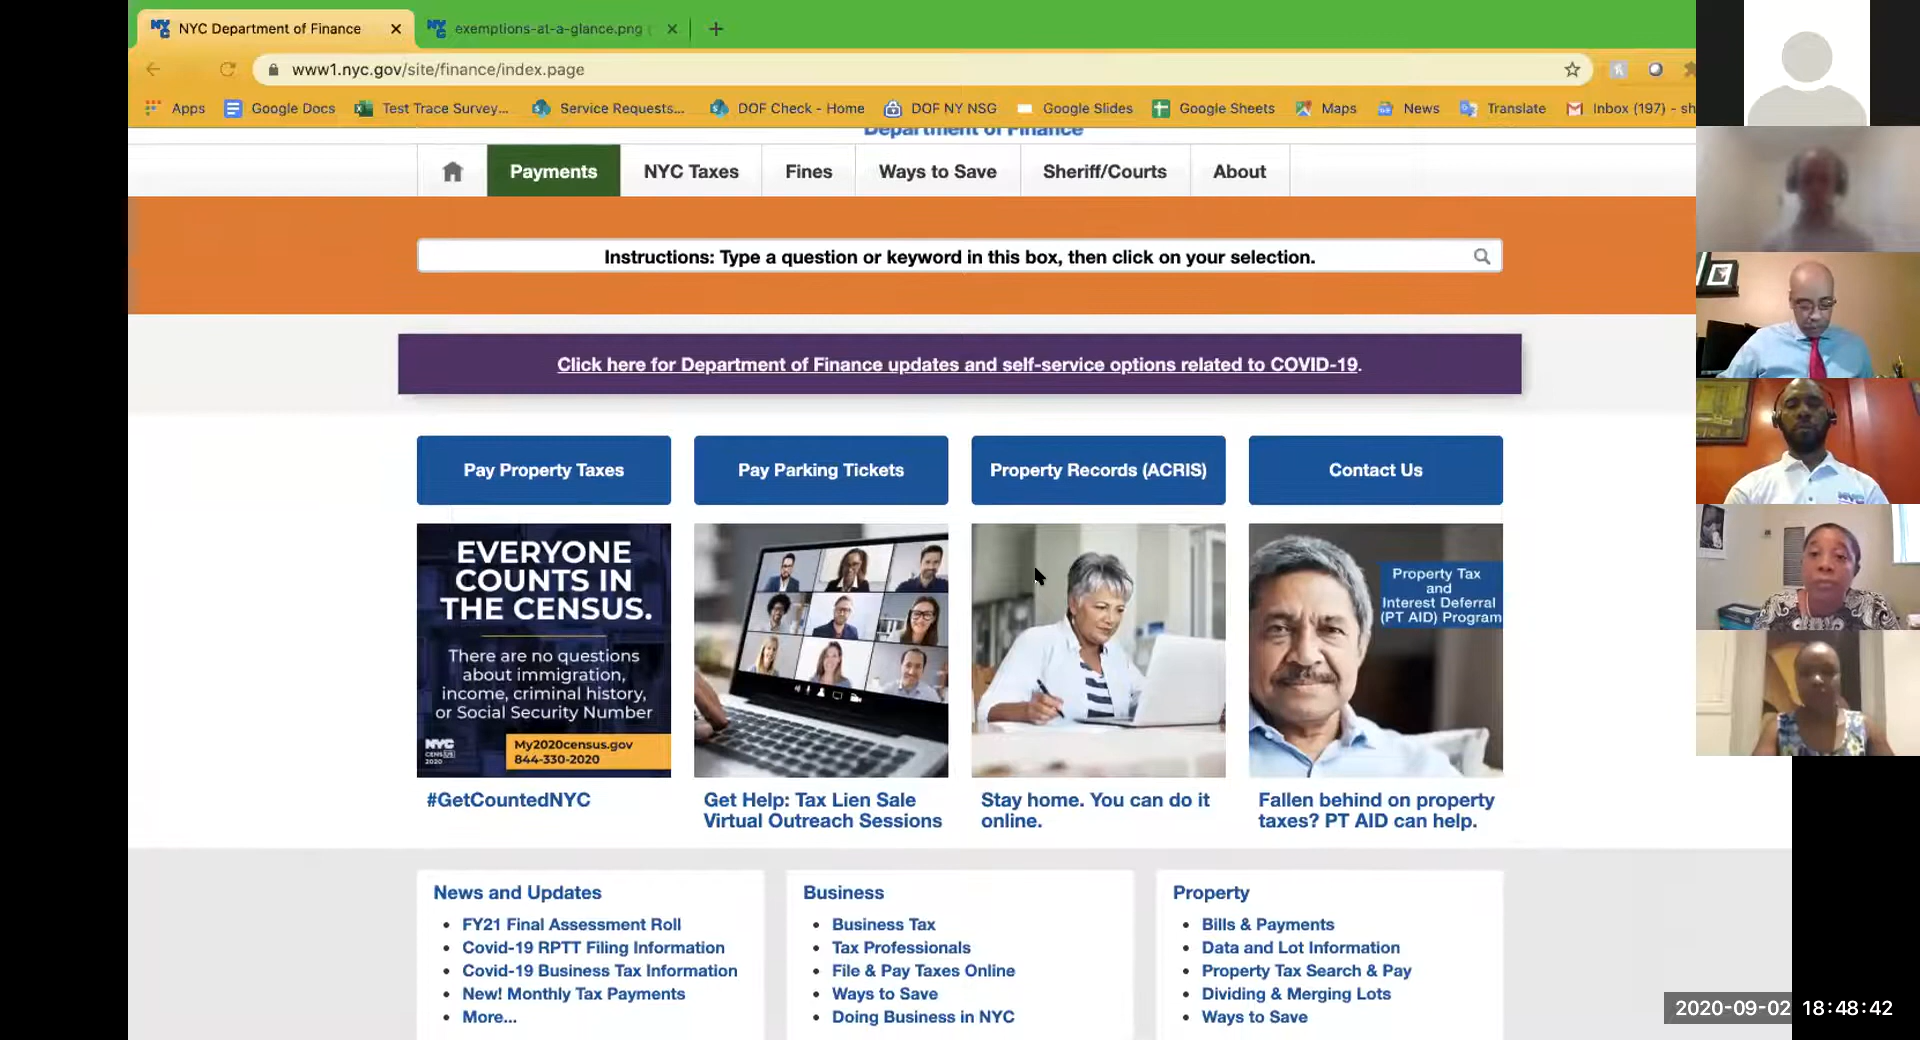 NYC Department of Finance
exemptions-at-a-glance.png
www1.nyc.gov/site/finance/index.page
Apps
Google Docs
Test Trace Survey...
Service Requests...
DOF Check - Home
DOF NY NSG
Google Slides
Google Sheets
Maps
News
Translate
Inbox (197) - sh
Department of Finance
Payments
NYC Taxes
Fines
Ways to Save
Sheriff/Courts
About
Instructions: Type a question or keyword in this box, then click on your selection.
Click here for Department of Finance updates and self-service options related to COVID-19.
Pay Property Taxes
Pay Parking Tickets
Property Records (ACRIS)
Contact Us
EVERYONE
COUNTS IN
THE CENSUS.
There are no questions
about immigration,
income, criminal history,
or Social Security Number
NYC
CENSUS
2020
My2020census.gov
844-330-2020
Property Tax
and
Interest Deferral
(PT AID) Program
#GetCountedNYC
Get Help: Tax Lien Sale
Virtual Outreach Sessions
Stay home. You can do it
online.
Fallen behind on property
taxes? PT AID can help.
News and Updates
FY21 Final Assessment Roll
Covid-19 RPTT Filing Information
Covid-19 Business Tax Information
New! Monthly Tax Payments
More...
Business
Business Tax
Tax Professionals
File & Pay Taxes Online
Ways to Save
Doing Business in NYC
Property
Bills & Payments
Data and Lot Information
Property Tax Search & Pay
Dividing & Merging Lots
Ways to Save
NYC
2020-09-02 18:48:42